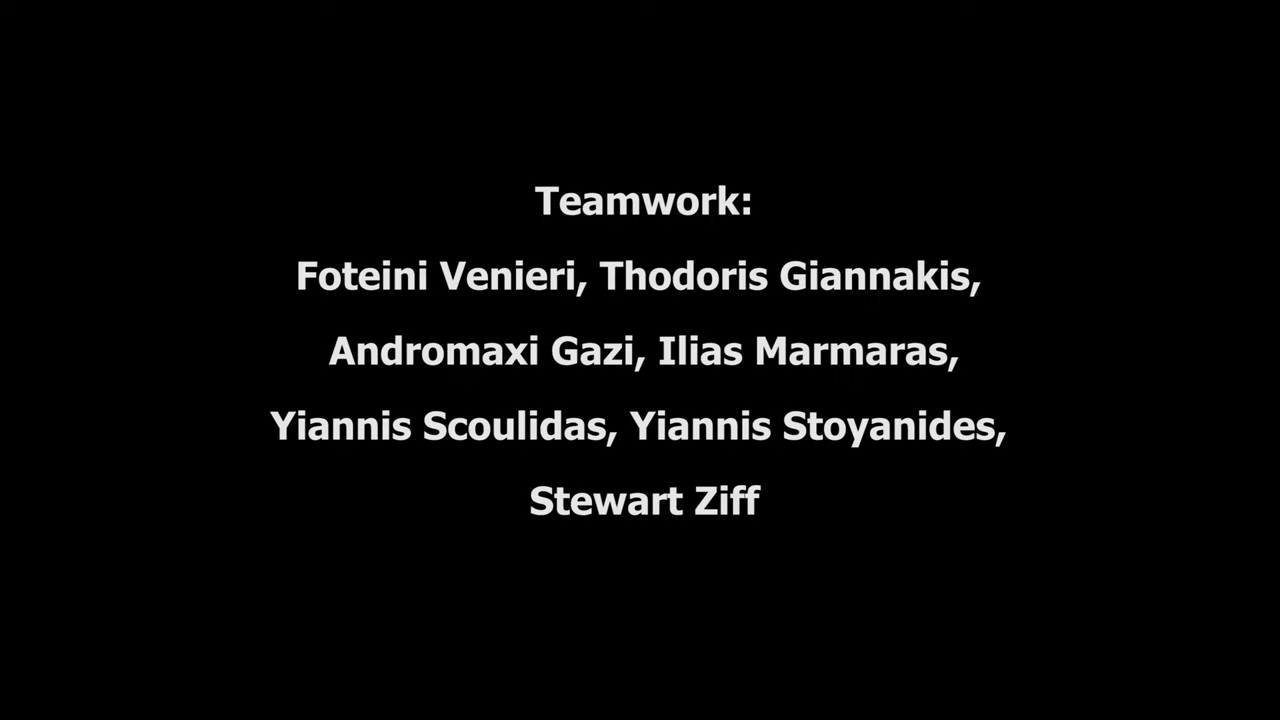 Teamwork:
Foteini Venieri, Thodoris Giannakis,
Andromaxi Gazi, Ilias Marmaras,
Yiannis Scoulidas, Yiannis Stoyanides,
Stewart Ziff